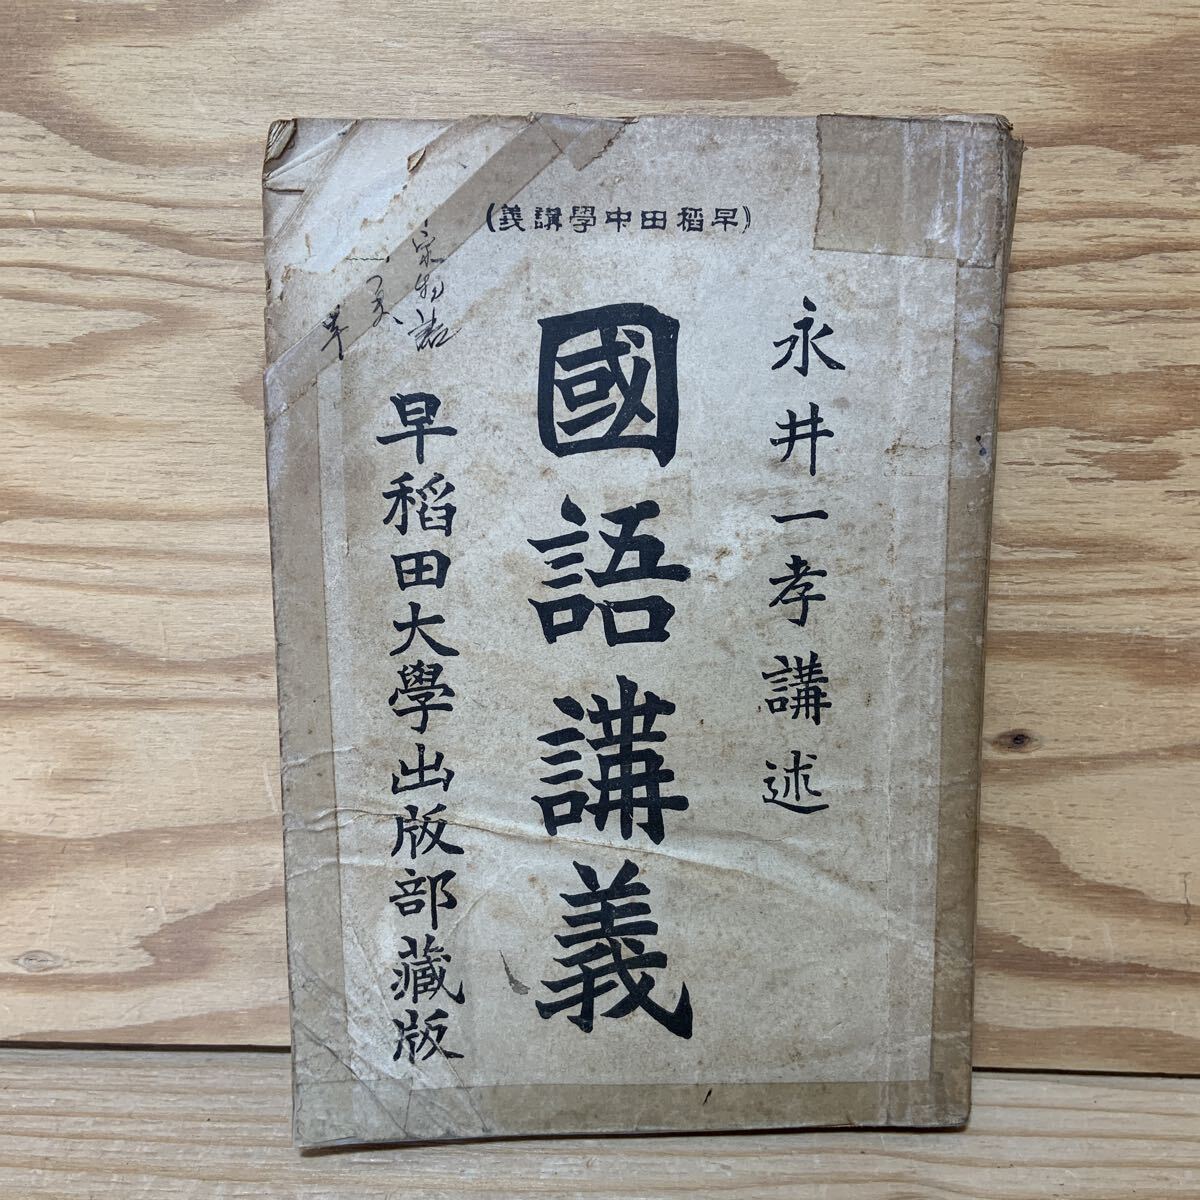 (早稻田中學講義)
永井一孝講述
國語講義
早稻田大學出版部藏版